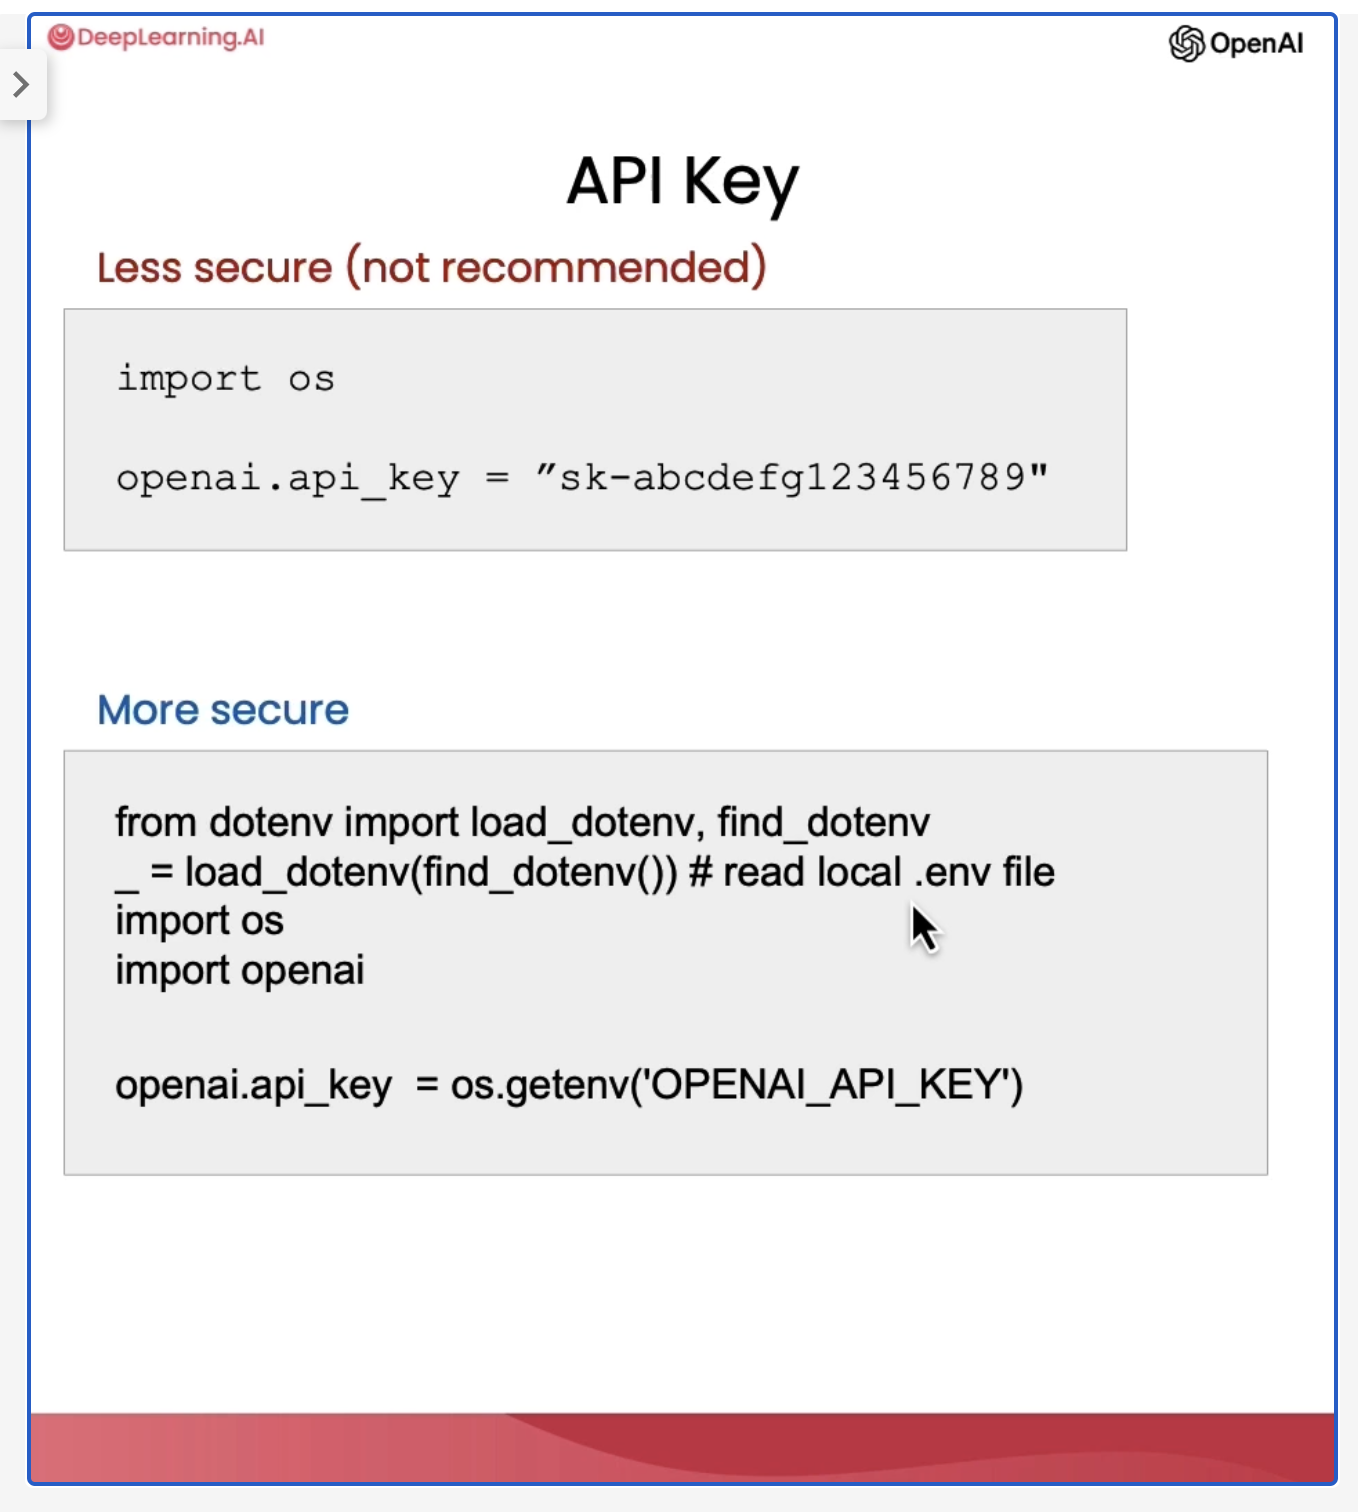 DeepLearning.AI
OpenAI
API Key
Less secure (not recommended)
import os
openai.api_key = ”sk-abcdefg123456789"
More secure
from dotenv import load_dotenv, find_dotenv
_ = load_dotenv(find_dotenv()) # read local .env file
import os
import openai
openai.api_key  = os.getenv('OPENAI_API_KEY')